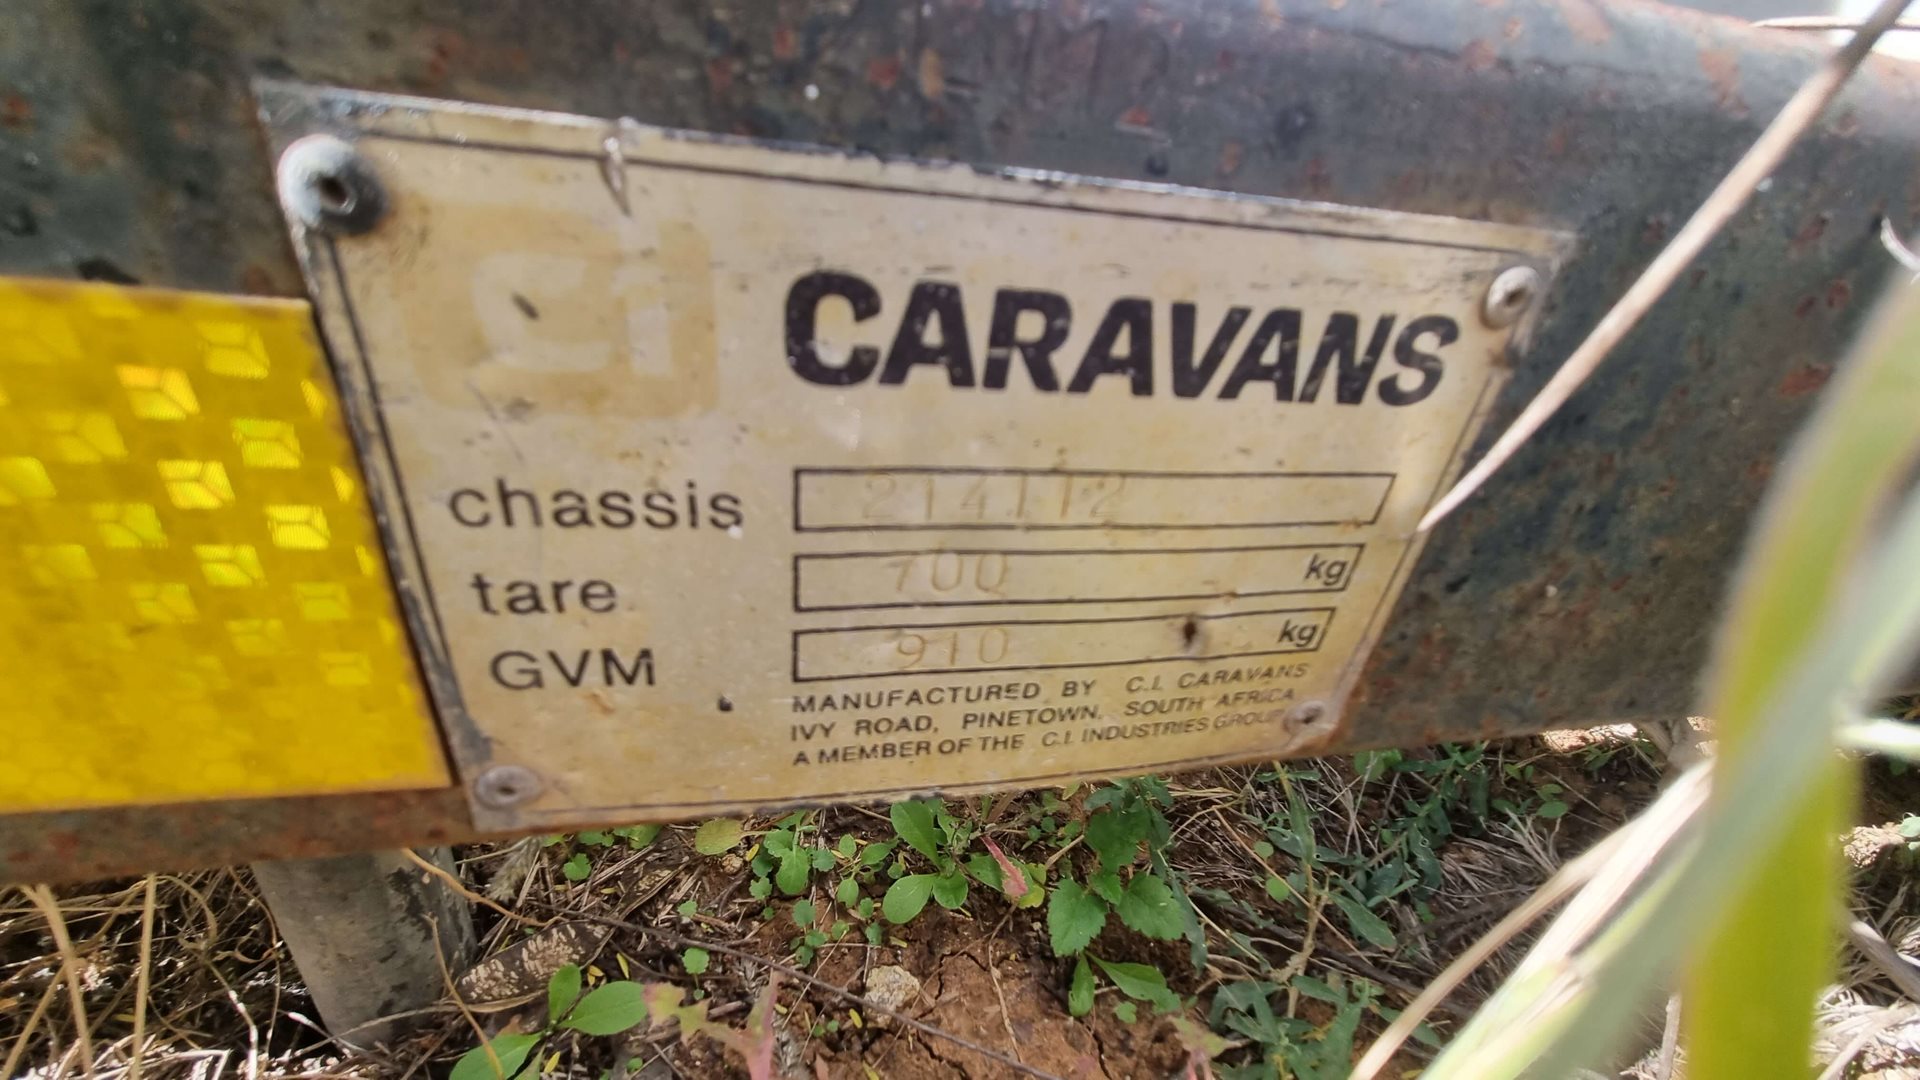 Ci CARAVANS
chassis 214112
tare 700 kg
GVM 910 kg
MANUFACTURED BY C.I. CARAVANS
IVY ROAD, PINETOWN, SOUTH AFRICA
A MEMBER OF THE C.I. INDUSTRIES GROUP